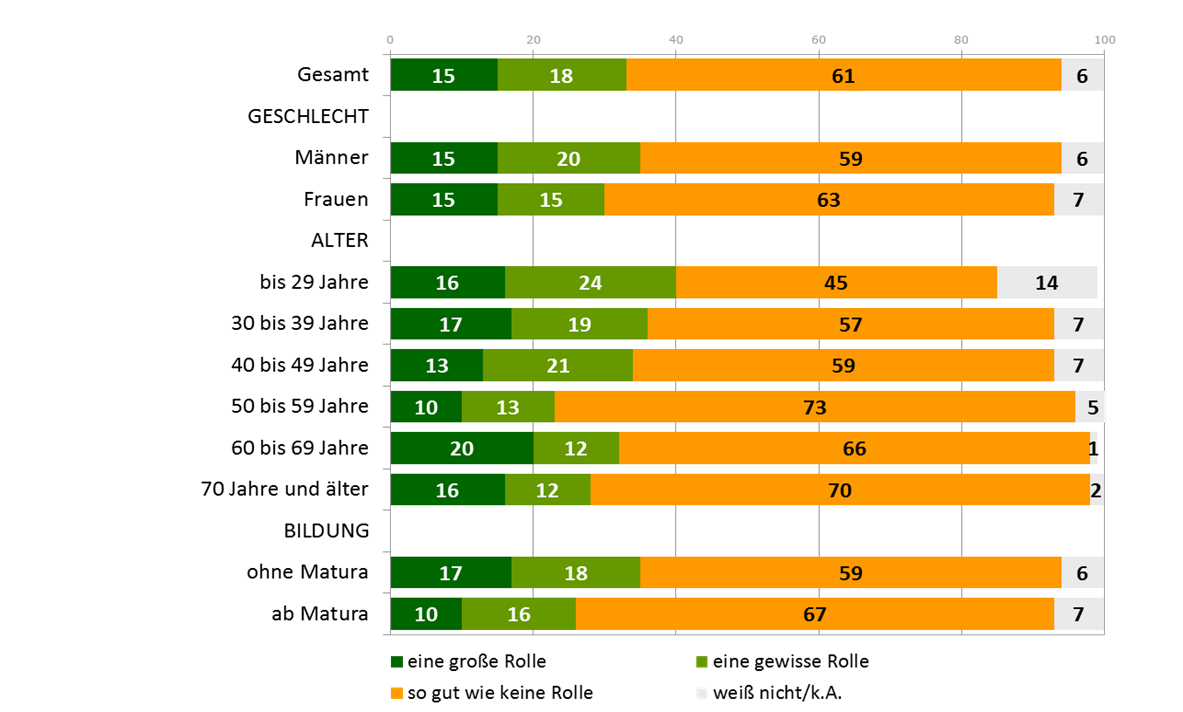 0 20 40 60 80 100
Gesamt 15 18 61 6
GESCHLECHT
Männer 15 20 59 6
Frauen 15 15 63 7
ALTER
bis 29 Jahre 16 24 45 14
30 bis 39 Jahre 17 19 57 7
40 bis 49 Jahre 13 21 59 7
50 bis 59 Jahre 10 13 73 5
60 bis 69 Jahre 20 12 66 1
70 Jahre und älter 16 12 70 2
BILDUNG
ohne Matura 17 18 59 6
ab Matura 10 16 67 7
eine große Rolle eine gewisse Rolle
so gut wie keine Rolle weiß nicht/k.A.